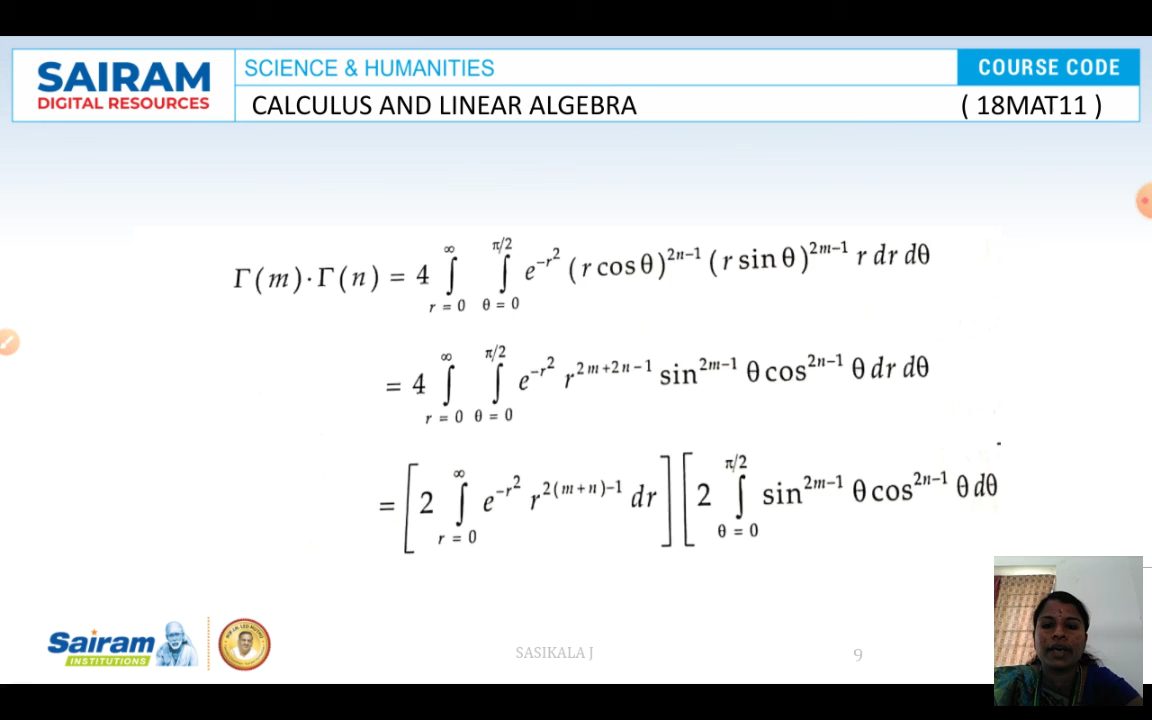 SAIRAM
DIGITAL RESOURCES
SCIENCE & HUMANITIES
COURSE CODE
CALCULUS AND LINEAR ALGEBRA
( 18MAT11 )
Γ(m)·Γ(n) = 4 ∫_{r = 0}^{∞} ∫_{θ = 0}^{π/2} e^{-r^2} (r cos θ)^{2n-1} (r sin θ)^{2m-1} r dr dθ
= 4 ∫_{r = 0}^{∞} ∫_{θ = 0}^{π/2} e^{-r^2} r^{2m+2n-1} sin^{2m-1} θ cos^{2n-1} θ dr dθ
= [ 2 ∫_{r = 0}^{∞} e^{-r^2} r^{2(m+n)-1} dr ] [ 2 ∫_{θ = 0}^{π/2} sin^{2m-1} θ cos^{2n-1} θ dθ
Sairam
INSTITUTIONS
SASIKALA J
9